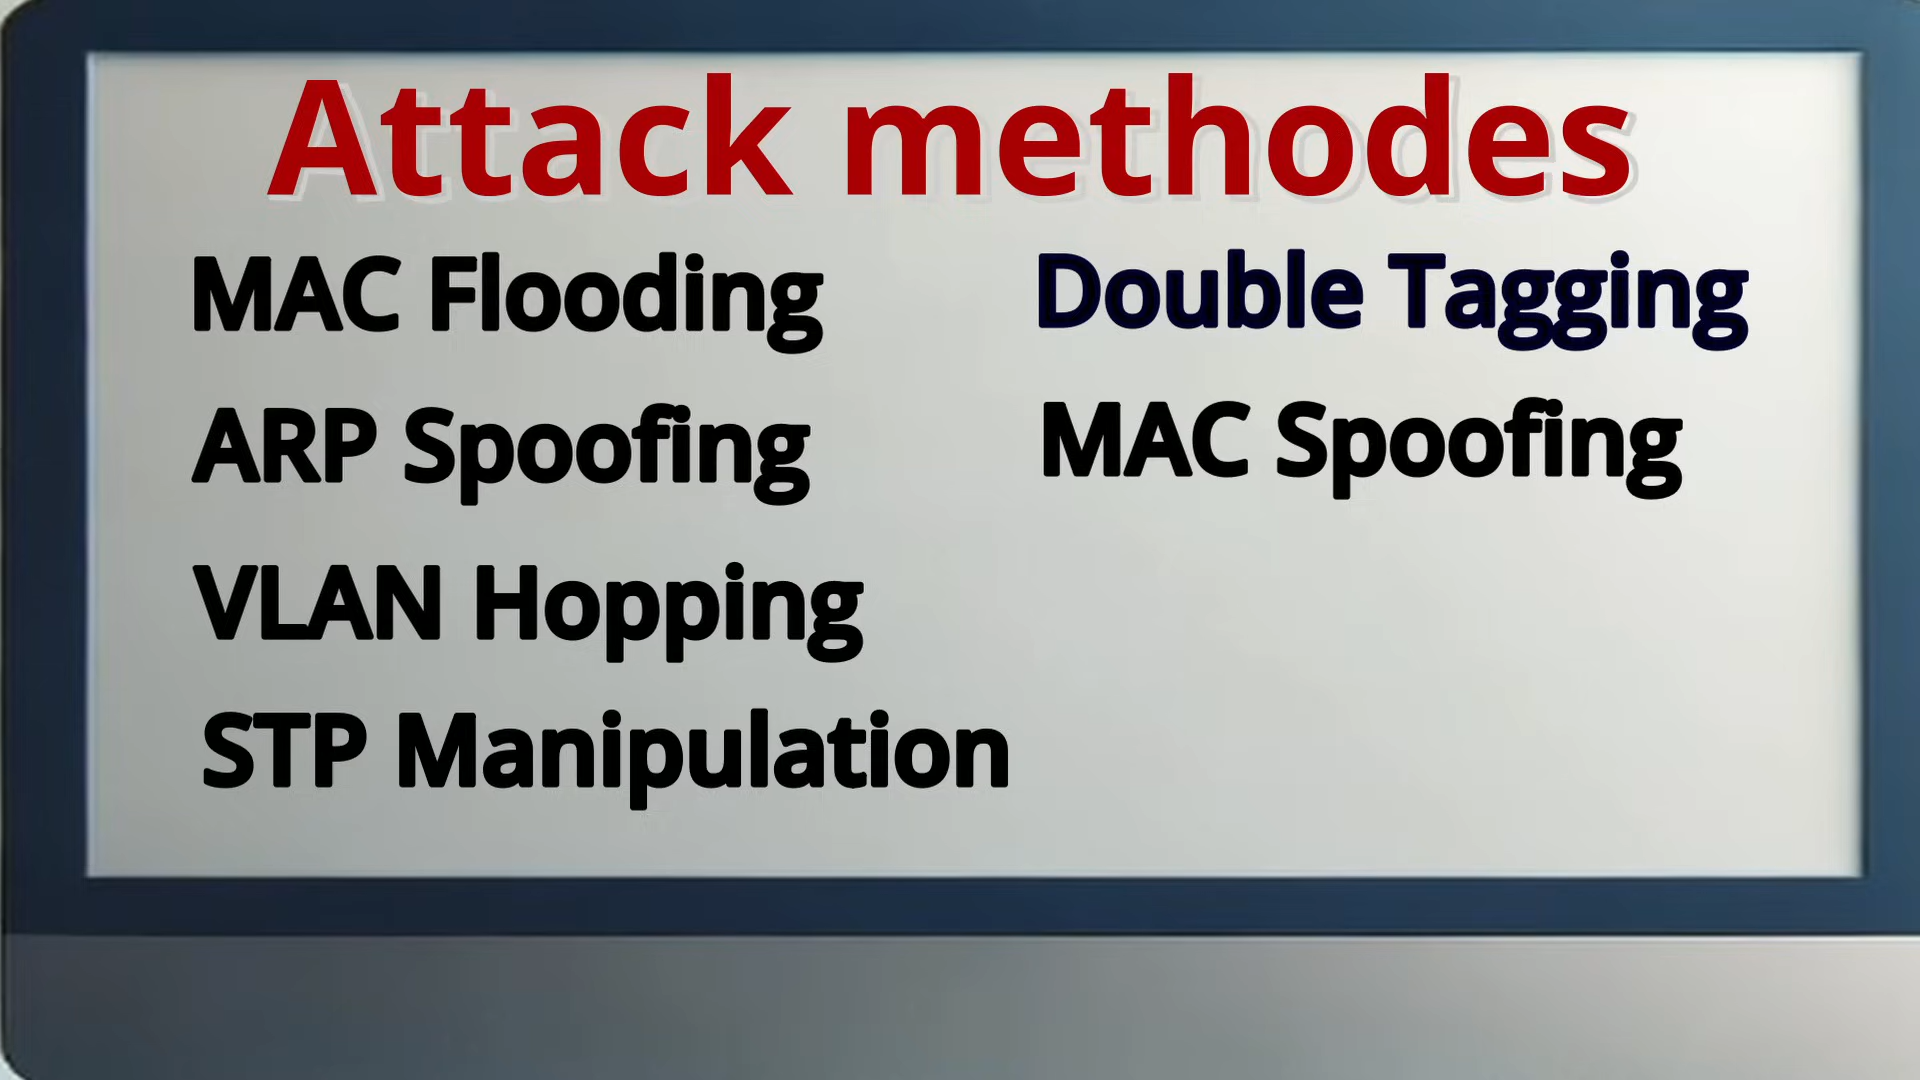 Attack methodes
MAC Flooding
ARP Spoofing
VLAN Hopping
STP Manipulation
Double Tagging
MAC Spoofing